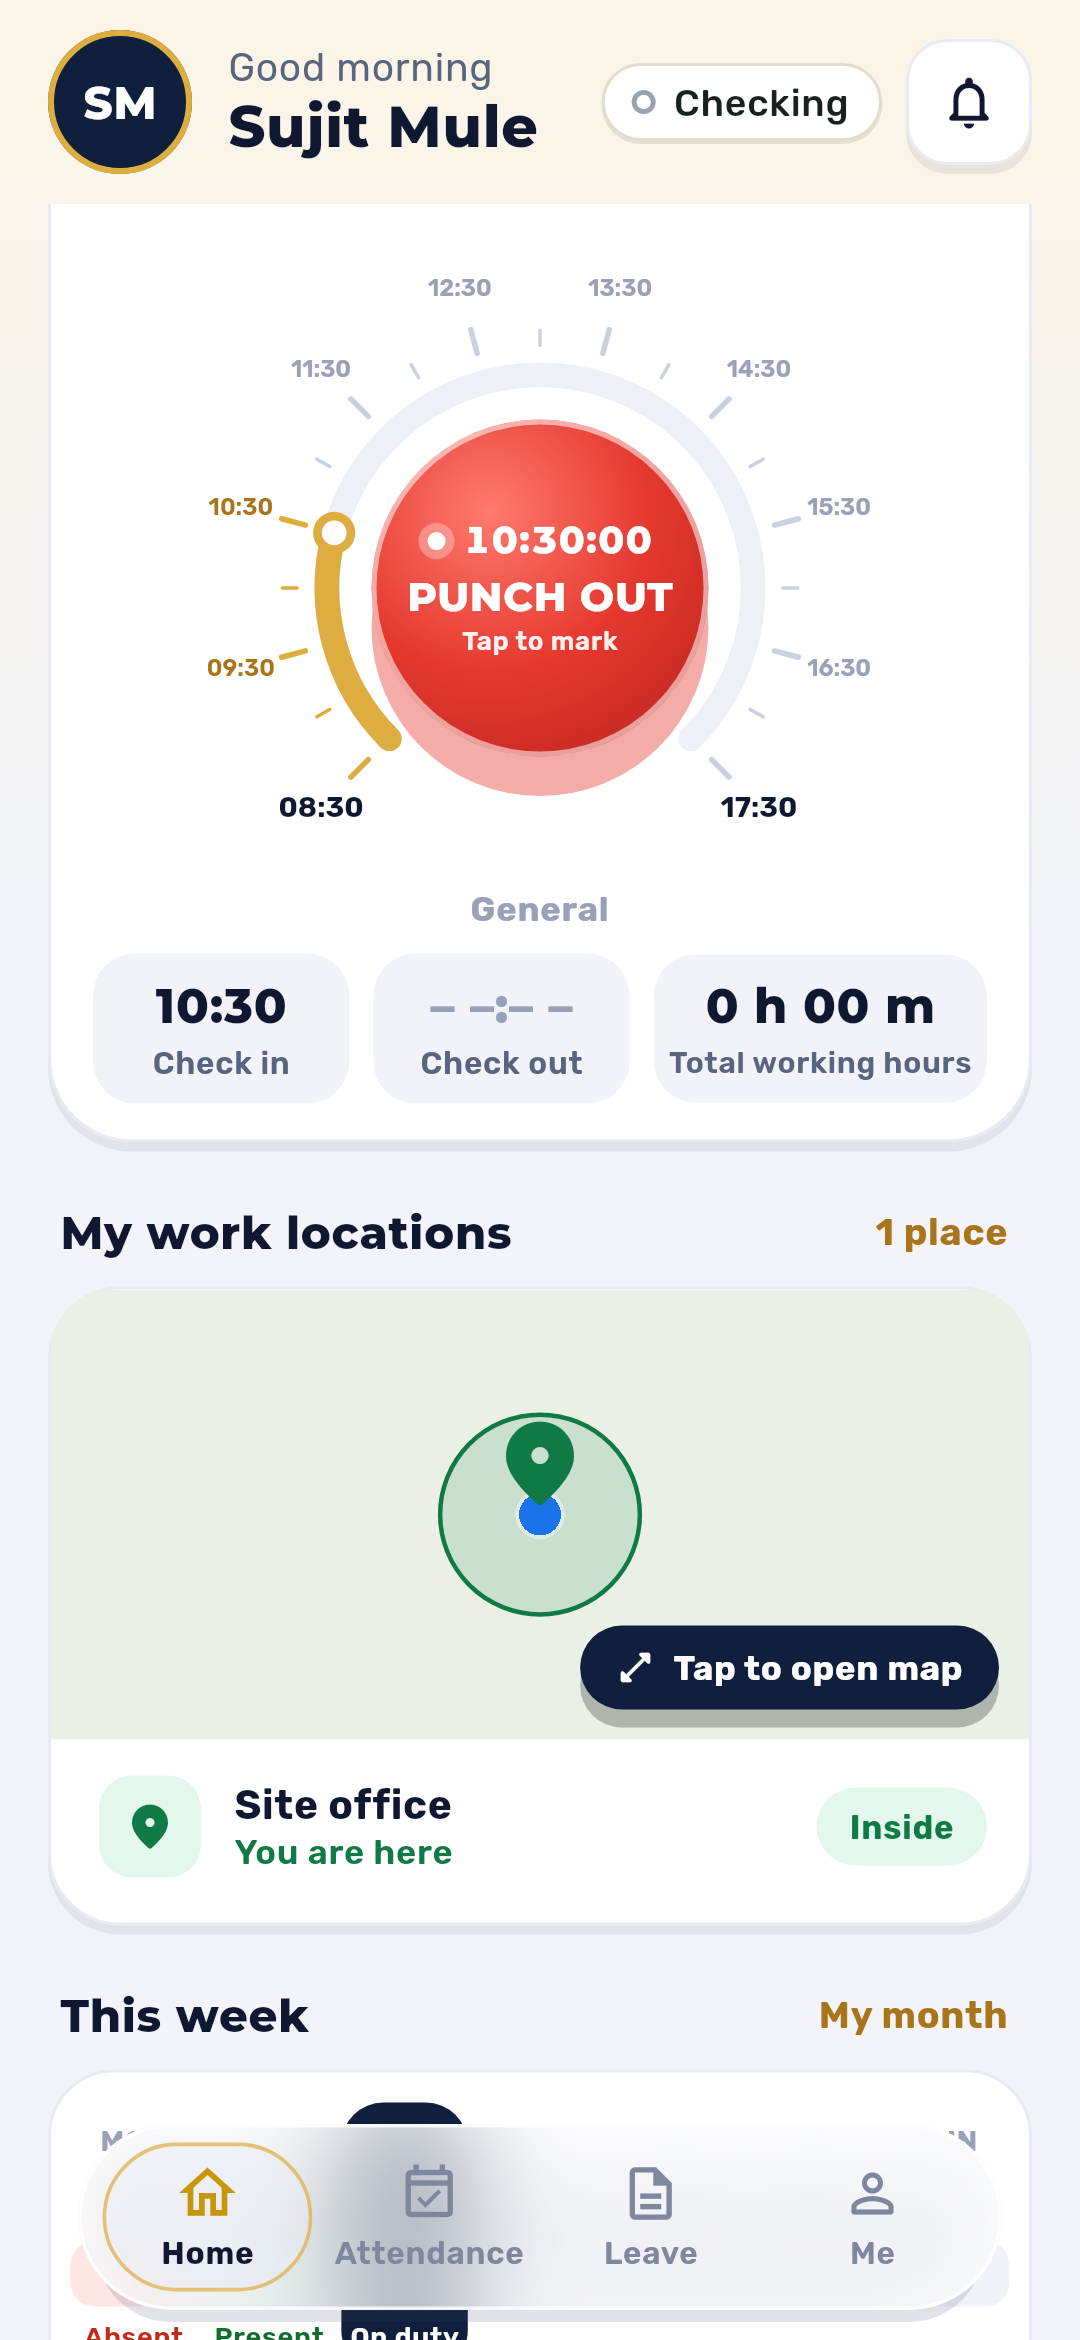 SM
Good morning
Sujit Mule
Checking
12:30
13:30
11:30
14:30
10:30
15:30
10:30:00
PUNCH OUT
Tap to mark
09:30
16:30
08:30
17:30
General
10:30
Check in
– –:– –
Check out
0 h 00 m
Total working hours
My work locations
1 place
Tap to open map
Site office
You are here
Inside
This week
My month
Home
Attendance
Leave
Me
Absent
Present
On duty